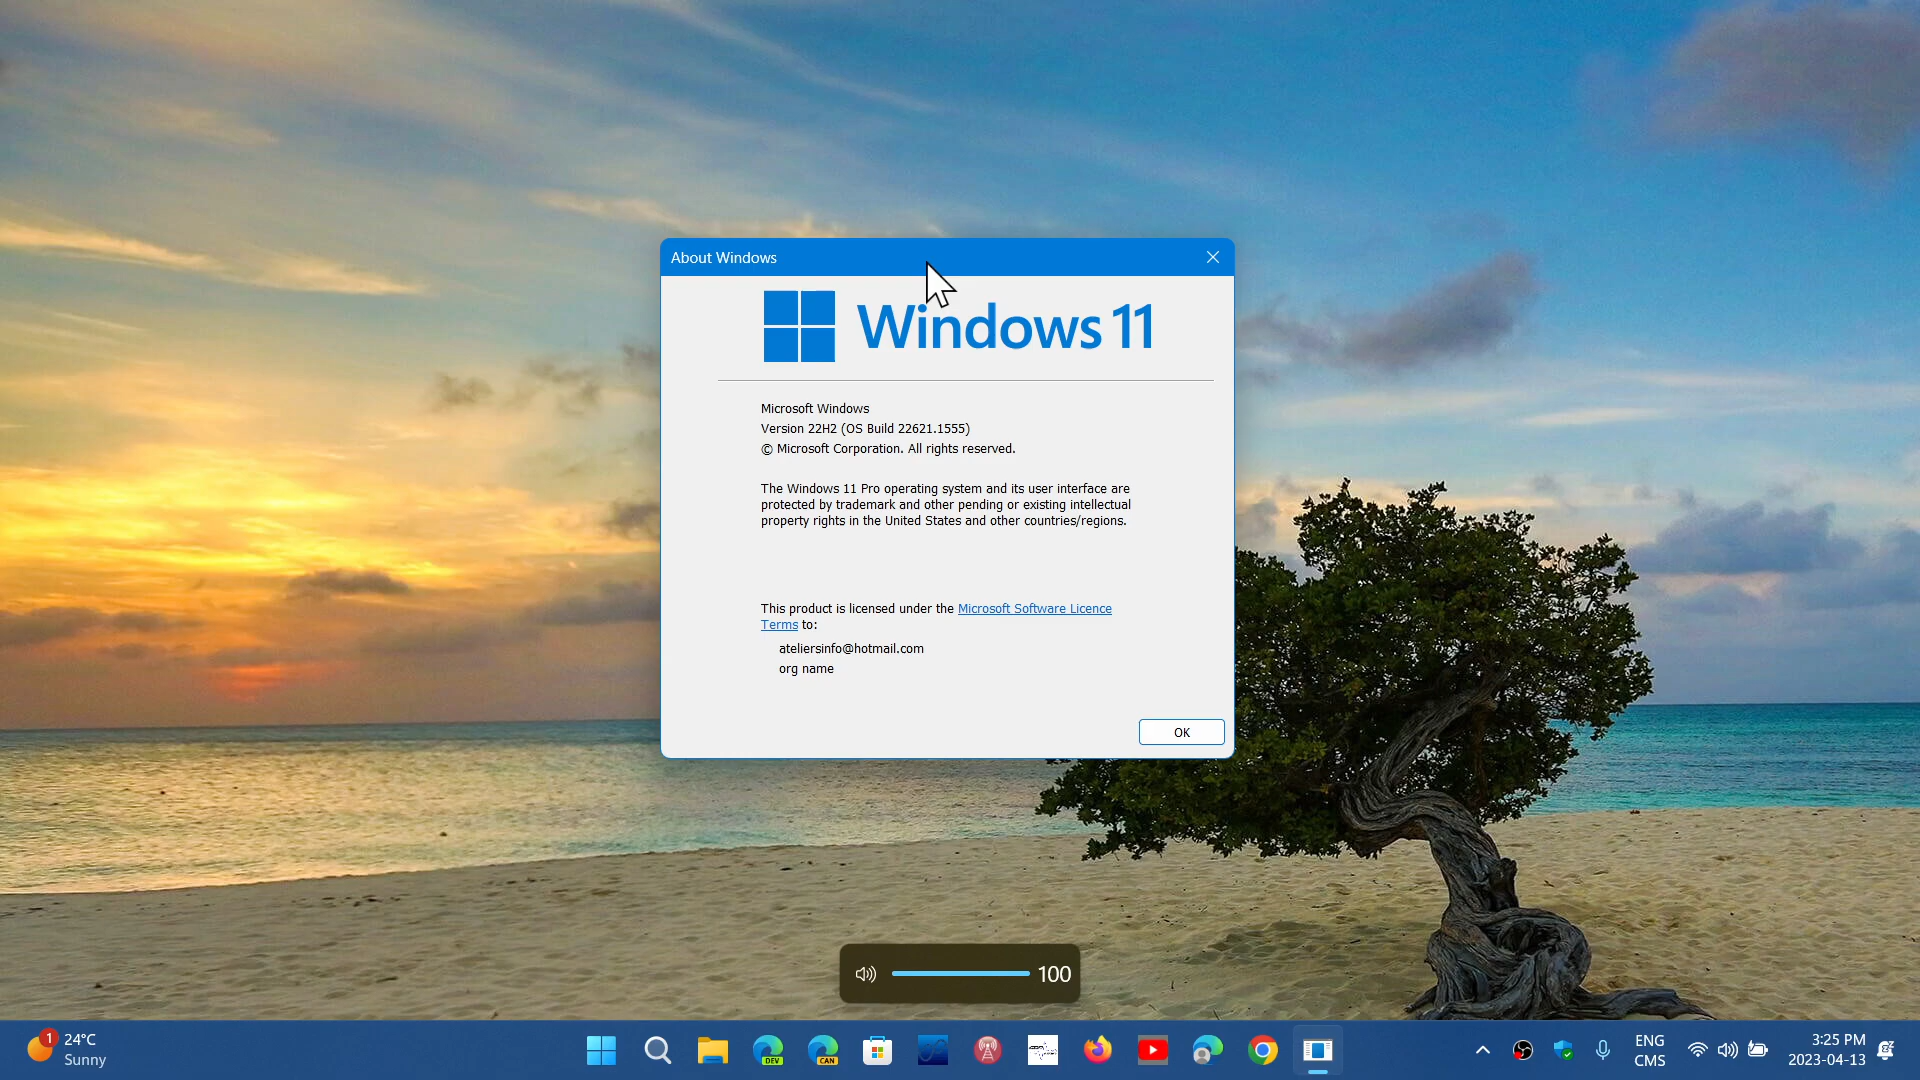 About Windows
Windows 11
Microsoft Windows
Version 22H2 (OS Build 22621.1555)
© Microsoft Corporation. All rights reserved.
The Windows 11 Pro operating system and its user interface are
protected by trademark and other pending or existing intellectual
property rights in the United States and other countries/regions.
This product is licensed under the Microsoft Software Licence
Terms to:
ateliersinfo@hotmail.com
org name
OK
100
1
24°C
Sunny
DEV
CAN
ENG
CMS
3:25 PM
2023-04-13